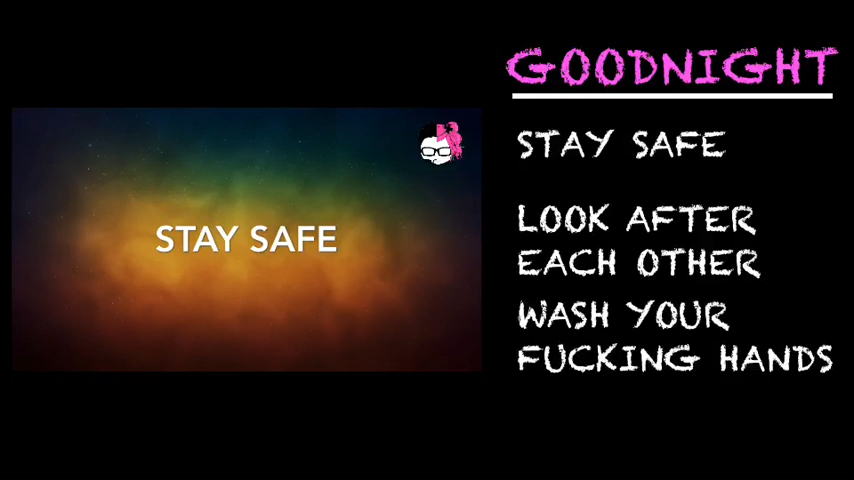 STAY SAFE
GOODNIGHT
STAY SAFE
LOOK AFTER
EACH OTHER
WASH YOUR
FUCKING HANDS